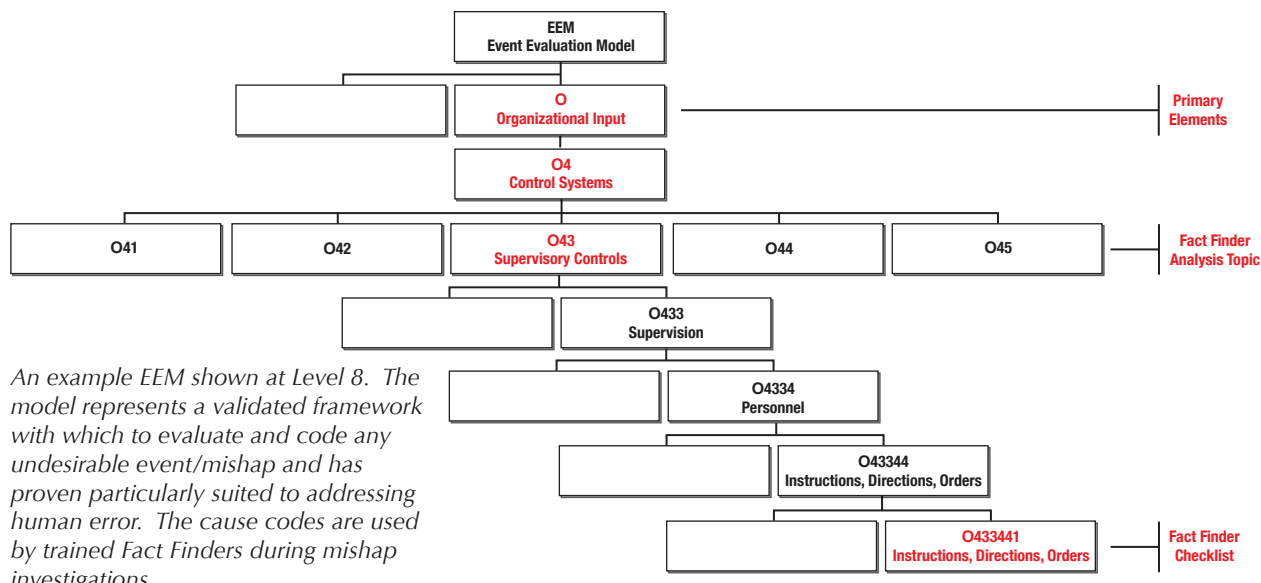 EEM
Event Evaluation Model
O
Organizational Input
Primary
Elements
O4
Control Systems
O41
O42
O43
Supervisory Controls
O44
O45
Fact Finder
Analysis Topic
O433
Supervision
An example EEM shown at Level 8. The
model represents a validated framework
with which to evaluate and code any
undesirable event/mishap and has
proven particularly suited to addressing
human error. The cause codes are used
by trained Fact Finders during mishap
investigations
O4334
Personnel
O43344
Instructions, Directions, Orders
O433441
Instructions, Directions, Orders
Fact Finder
Checklist